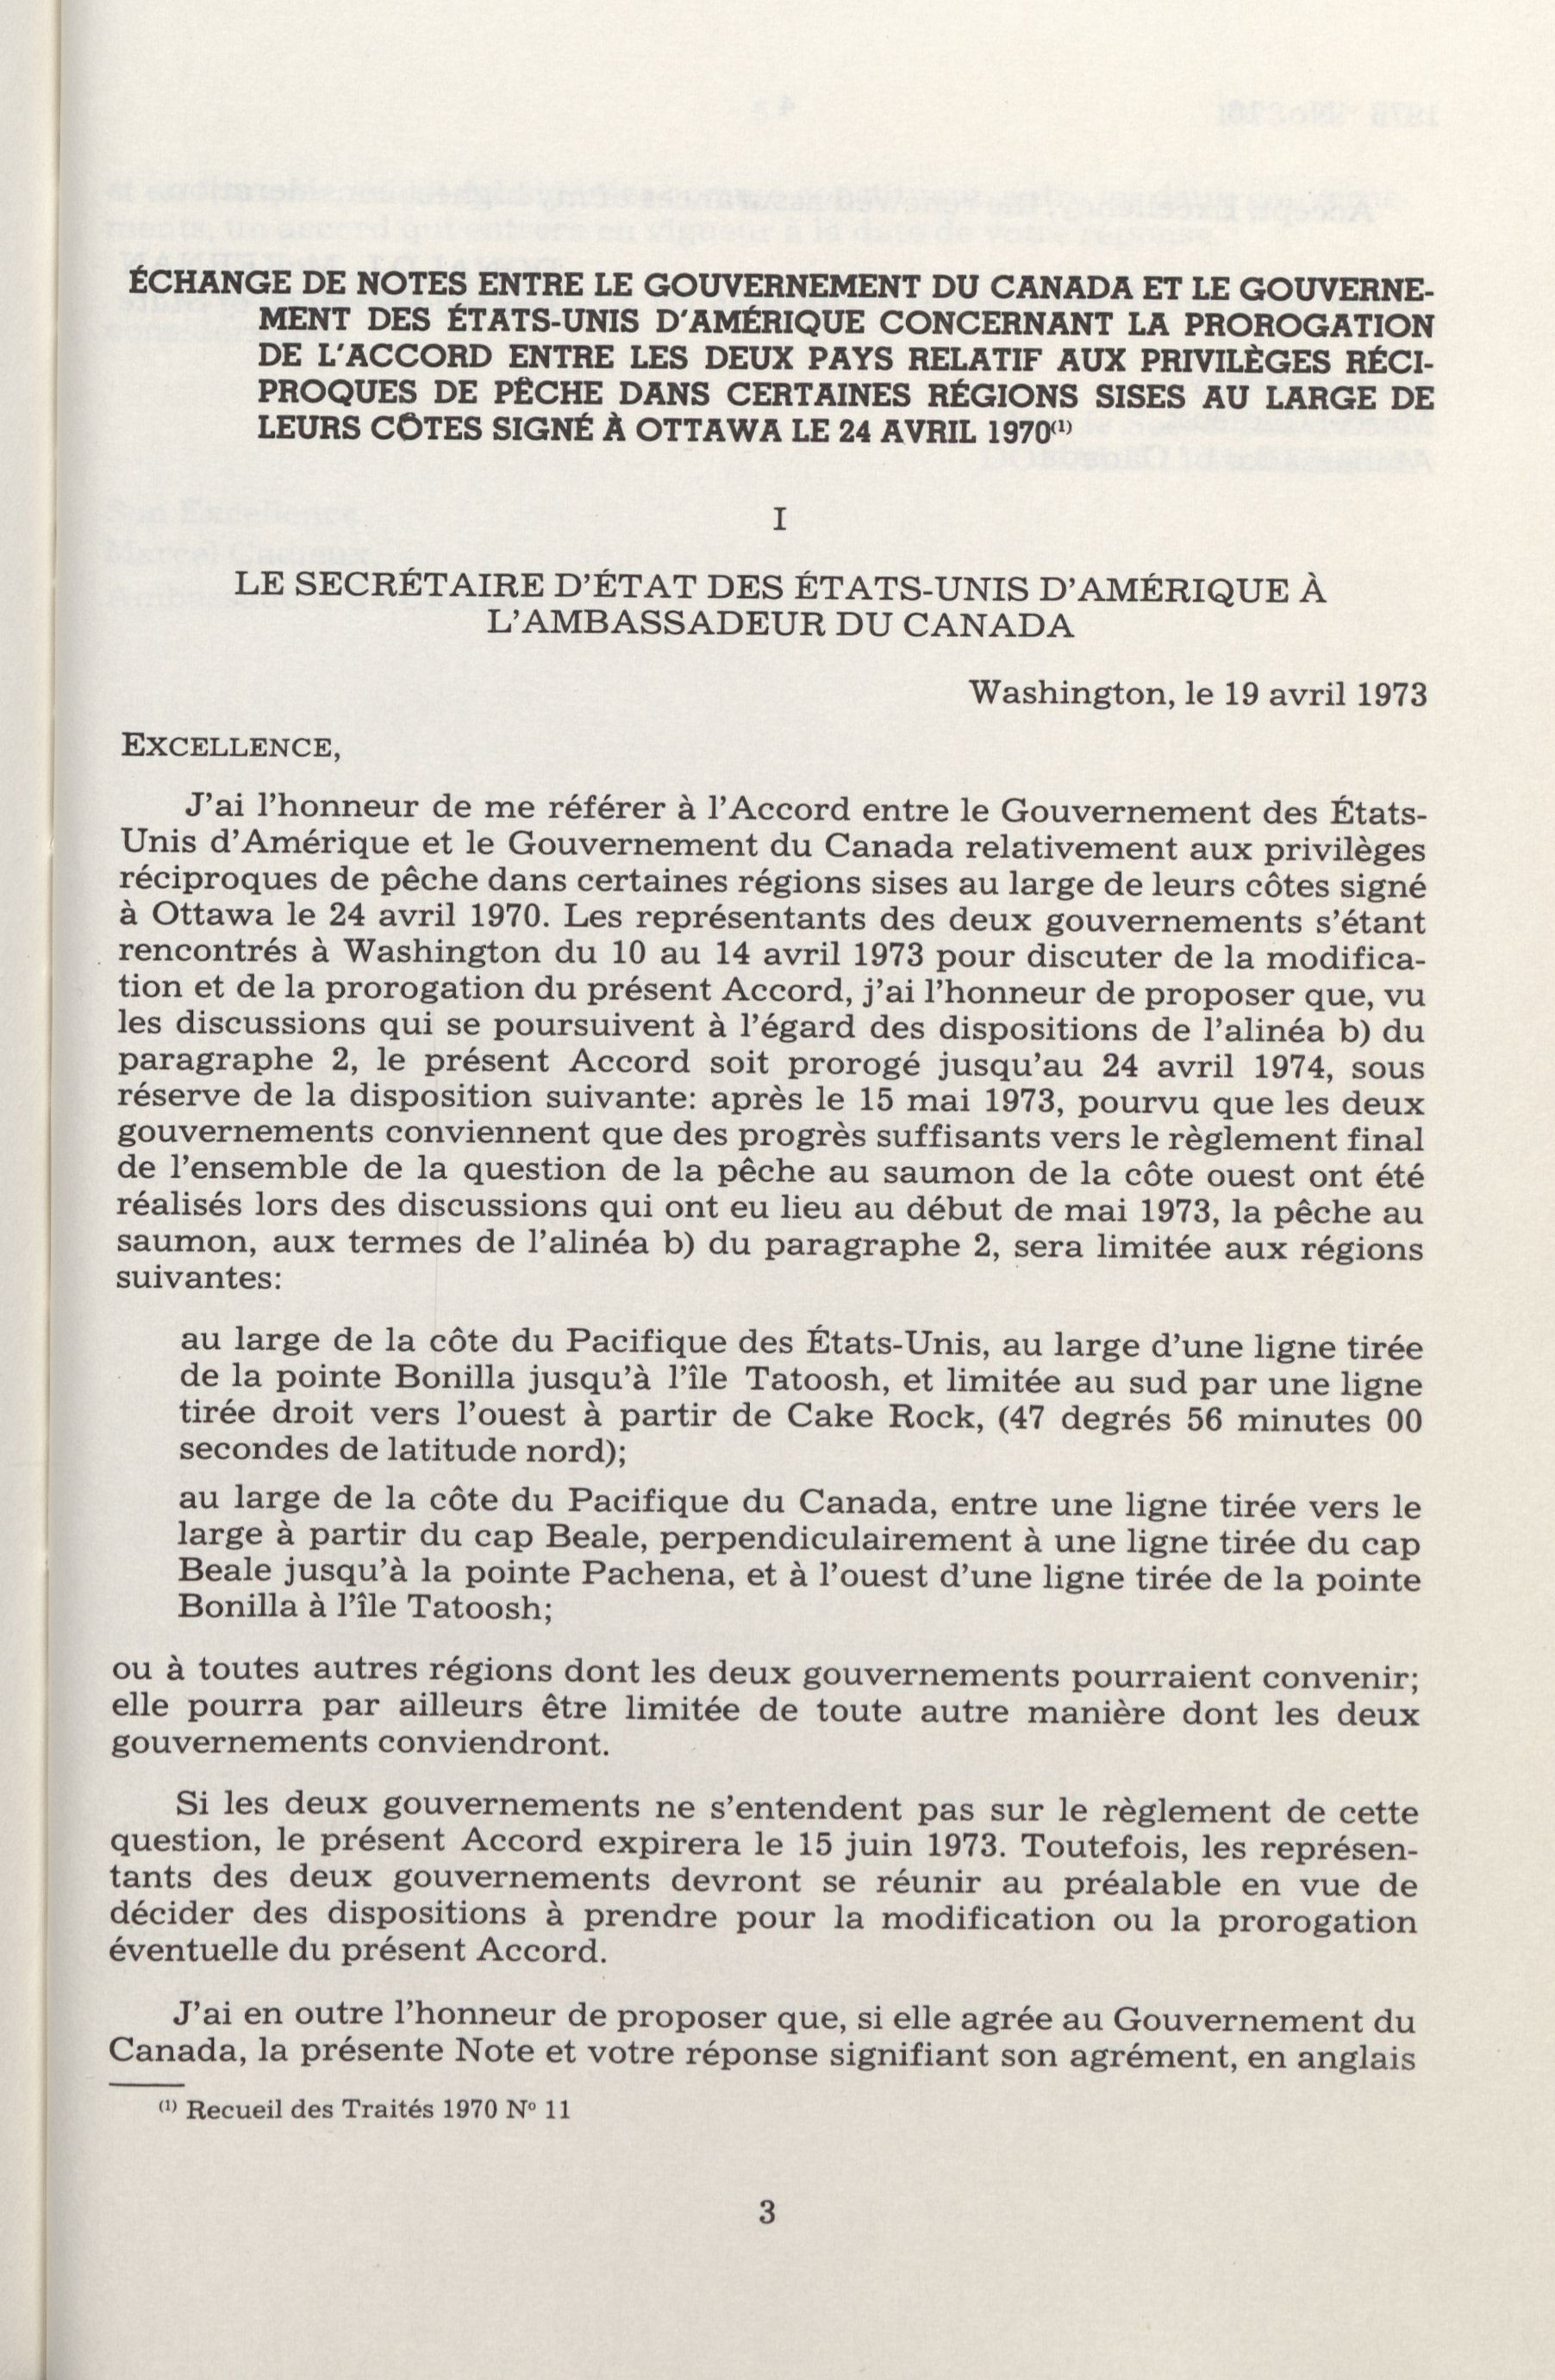 ÉCHANGE DE NOTES ENTRE LE GOUVERNEMENT DU CANADA ET LE GOUVERNE-
MENT DES ÉTATS-UNIS D'AMÉRIQUE CONCERNANT LA PROROGATION
DE L'ACCORD ENTRE LES DEUX PAYS RELATIF AUX PRIVILÈGES RÉCI-
PROQUES DE PÊCHE DANS CERTAINES RÉGIONS SISES AU LARGE DE
LEURS CÔTES SIGNÉ À OTTAWA LE 24 AVRIL 1970(1)
I
LE SECRÉTAIRE D'ÉTAT DES ÉTATS-UNIS D'AMÉRIQUE À
L'AMBASSADEUR DU CANADA
Washington, le 19 avril 1973
EXCELLENCE,
J'ai l'honneur de me référer à l'Accord entre le Gouvernement des États-
Unis d'Amérique et le Gouvernement du Canada relativement aux privilèges
réciproques de pêche dans certaines régions sises au large de leurs côtes signé
à Ottawa le 24 avril 1970. Les représentants des deux gouvernements s'étant
rencontrés à Washington du 10 au 14 avril 1973 pour discuter de la modifica-
tion et de la prorogation du présent Accord, j'ai l'honneur de proposer que, vu
les discussions qui se poursuivent à l'égard des dispositions de l'alinéa b) du
paragraphe 2, le présent Accord soit prorogé jusqu'au 24 avril 1974, sous
réserve de la disposition suivante: après le 15 mai 1973, pourvu que les deux
gouvernements conviennent que des progrès suffisants vers le règlement final
de l'ensemble de la question de la pêche au saumon de la côte ouest ont été
réalisés lors des discussions qui ont eu lieu au début de mai 1973, la pêche au
saumon, aux termes de l'alinéa b) du paragraphe 2, sera limitée aux régions
suivantes:
au large de la côte du Pacifique des États-Unis, au large d'une ligne tirée
de la pointe Bonilla jusqu'à l'île Tatoosh, et limitée au sud par une ligne
tirée droit vers l'ouest à partir de Cake Rock, (47 degrés 56 minutes 00
secondes de latitude nord);
au large de la côte du Pacifique du Canada, entre une ligne tirée vers le
large à partir du cap Beale, perpendiculairement à une ligne tirée du cap
Beale jusqu'à la pointe Pachena, et à l'ouest d'une ligne tirée de la pointe
Bonilla à l'île Tatoosh;
ou à toutes autres régions dont les deux gouvernements pourraient convenir;
elle pourra par ailleurs être limitée de toute autre manière dont les deux
gouvernements conviendront.
Si les deux gouvernements ne s'entendent pas sur le règlement de cette
question, le présent Accord expirera le 15 juin 1973. Toutefois, les représen-
tants des deux gouvernements devront se réunir au préalable en vue de
décider des dispositions à prendre pour la modification ou la prorogation
éventuelle du présent Accord.
J'ai en outre l'honneur de proposer que, si elle agrée au Gouvernement du
Canada, la présente Note et votre réponse signifiant son agrément, en anglais
(1) Recueil des Traités 1970 Nº 11
3